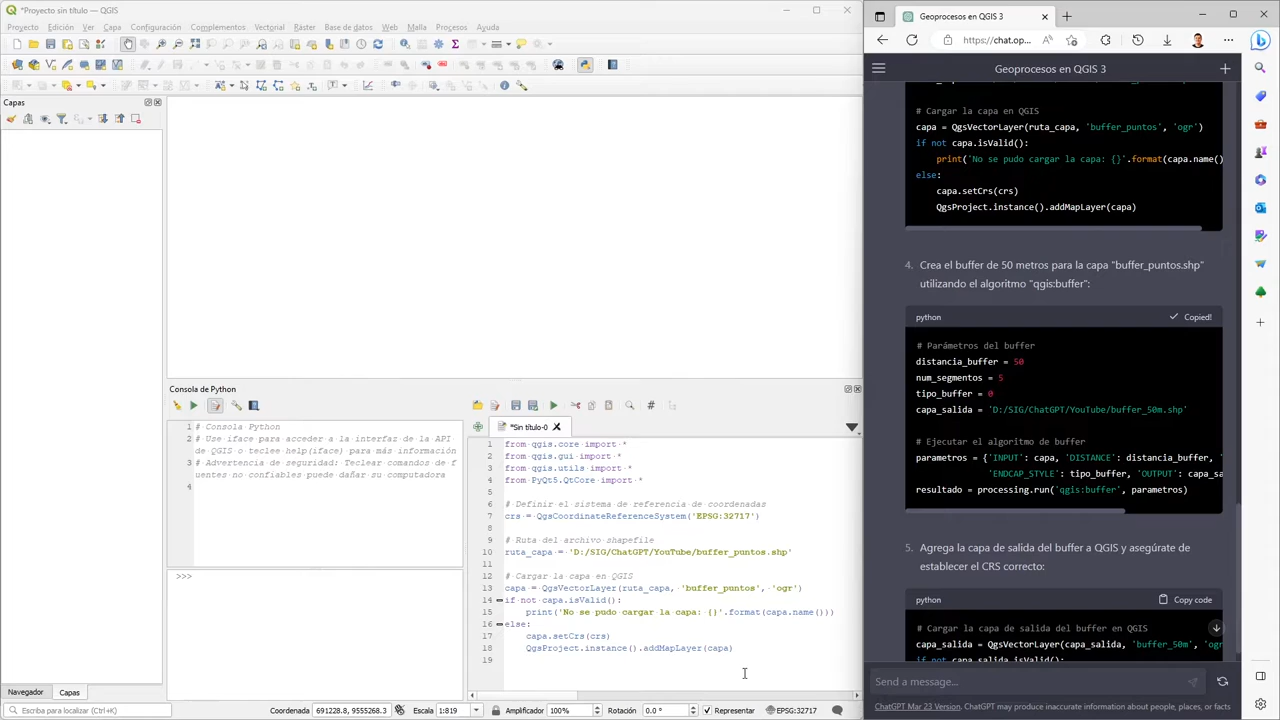 *Proyecto sin título — QGIS
Proyecto Edición Ver Capa Configuración Complementos Vectorial Ráster Base de datos Web Malla Procesos Ayuda
Capas
Consola de Python
1 # Consola Python
2 # Use iface para acceder a la interfaz de la API
de QGIS o teclee help(iface) para más información
3 # Advertencia de seguridad: Teclear comandos de f
uentes no confiables puede dañar su computadora
4
>>>
*Sin título-0
1 from qgis.core import *
2 from qgis.gui import *
3 from qgis.utils import *
4 from PyQt5.QtCore import *
5
6 # Definir el sistema de referencia de coordenadas
7 crs = QgsCoordinateReferenceSystem('EPSG:32717')
8
9 # Ruta del archivo shapefile
10 ruta_capa = 'D:/SIG/ChatGPT/YouTube/buffer_puntos.shp'
11
12 # Cargar la capa en QGIS
13 capa = QgsVectorLayer(ruta_capa, 'buffer_puntos', 'ogr')
14 if not capa.isValid():
15 print('No se pudo cargar la capa: {}'.format(capa.name()))
16 else:
17 capa.setCrs(crs)
18 QgsProject.instance().addMapLayer(capa)
19
Navegador Capas
Escriba para localizar (Ctrl+K)
Coordenada 691228.8, 9555268.3 Escala 1:819 Amplificador 100% Rotación 0.0 ° Representar EPSG:32717
Geoprocesos en QGIS 3
https://chat.op...
Geoprocesos en QGIS 3
# Cargar la capa en QGIS
capa = QgsVectorLayer(ruta_capa, 'buffer_puntos', 'ogr')
if not capa.isValid():
print('No se pudo cargar la capa: {}'.format(capa.name()
else:
capa.setCrs(crs)
QgsProject.instance().addMapLayer(capa)
4. Crea el buffer de 50 metros para la capa "buffer_puntos.shp"
utilizando el algoritmo "qgis:buffer":
python Copied!
# Parámetros del buffer
distancia_buffer = 50
num_segmentos = 5
tipo_buffer = 0
capa_salida = 'D:/SIG/ChatGPT/YouTube/buffer_50m.shp'
# Ejecutar el algoritmo de buffer
parametros = {'INPUT': capa, 'DISTANCE': distancia_buffer, '
'ENDCAP_STYLE': tipo_buffer, 'OUTPUT': capa_sa
resultado = processing.run('qgis:buffer', parametros)
5. Agrega la capa de salida del buffer a QGIS y asegúrate de
establecer el CRS correcto:
python Copy code
# Cargar la capa de salida del buffer en QGIS
capa_salida = QgsVectorLayer(capa_salida, 'buffer_50m', 'ogr
if not capa_salida.isValid():
Send a message...
ChatGPT Mar 23 Version. ChatGPT may produce inaccurate information about people, places, or facts